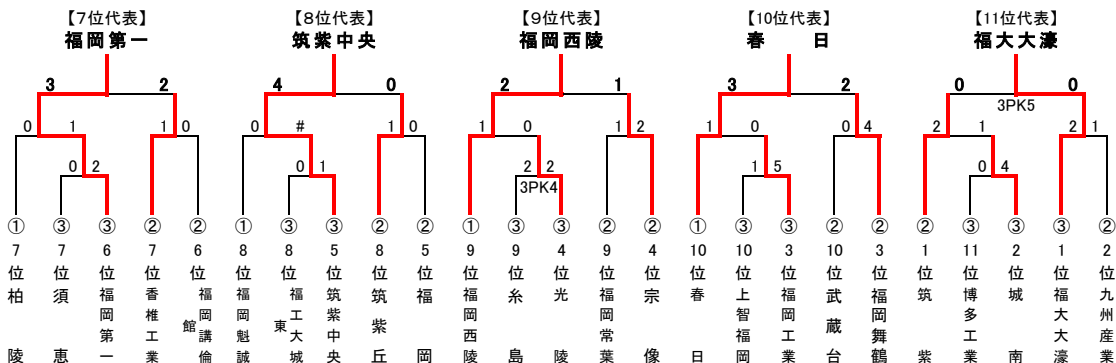 【7位代表】 【8位代表】 【9位代表】 【10位代表】 【11位代表】
福岡第一 筑紫中央 福岡西陵 春日 福大大濠
3 2 4 0 2 1 3 2 0 0
3PK5
0 1 1 0 0 # 1 0 1 0 1 2 1 0 0 4 2 1 2 1
0 2 0 1 2 2 1 5 0 4
3PK4
① ③ ③ ② ② ① ③ ③ ② ② ① ③ ③ ② ② ① ③ ③ ② ② ② ③ ③ ③ ②
7 7 6 7 6 8 8 5 8 5 9 9 4 9 4 10 10 3 10 3 1 11 2 1 2
位 位 位 位 位 位 位 位 位 位 位 位 位 位 位 位 位 位 位 位 位 位 位 位 位
柏陵 須恵 福岡第一 香椎工業 福岡講倫館 福岡魁誠 福工大城東 筑紫中央 筑紫丘 福岡 福岡西陵 糸島 光陵 福岡常葉 宗像 春日 上智福岡 福岡工業 武蔵台 福岡舞鶴 筑紫 博多工業 城南 福大大濠 九州産業